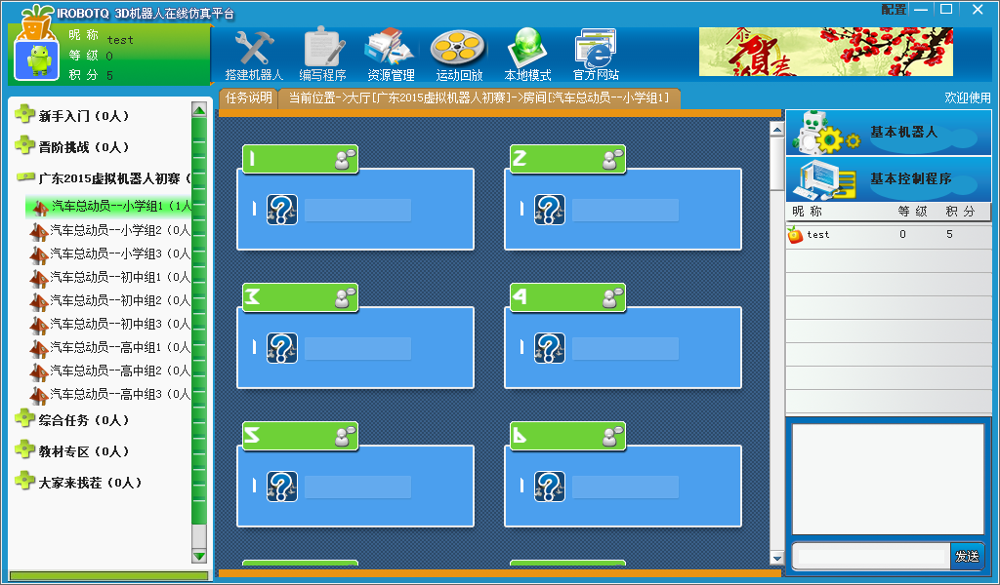 IROBOTQ 3D机器人在线仿真平台
配置
昵 称 test
等 级 0
积 分 5
搭建机器人
编写程序
资源管理
运动回放
本地模式
官方网站
恭
贺
春
任务说明
当前位置->大厅[广东2015虚拟机器人初赛]->房间[汽车总动员--小学组1]
欢迎使用
新手入门（0人）
晋阶挑战（0人）
广东2015虚拟机器人初赛（
汽车总动员--小学组1（1人
汽车总动员--小学组2（0人
汽车总动员--小学组3（0人
汽车总动员--初中组1（0人
汽车总动员--初中组2（0人
汽车总动员--初中组3（0人
汽车总动员--高中组1（0人
汽车总动员--高中组2（0人
汽车总动员--高中组3（0人
综合任务（0人）
教材专区（0人）
大家来找茬（0人）
1
1
2
1
3
1
4
1
5
1
6
1
基本机器人
基本控制程序
昵 称 等 级 积 分
test 0 5
发送